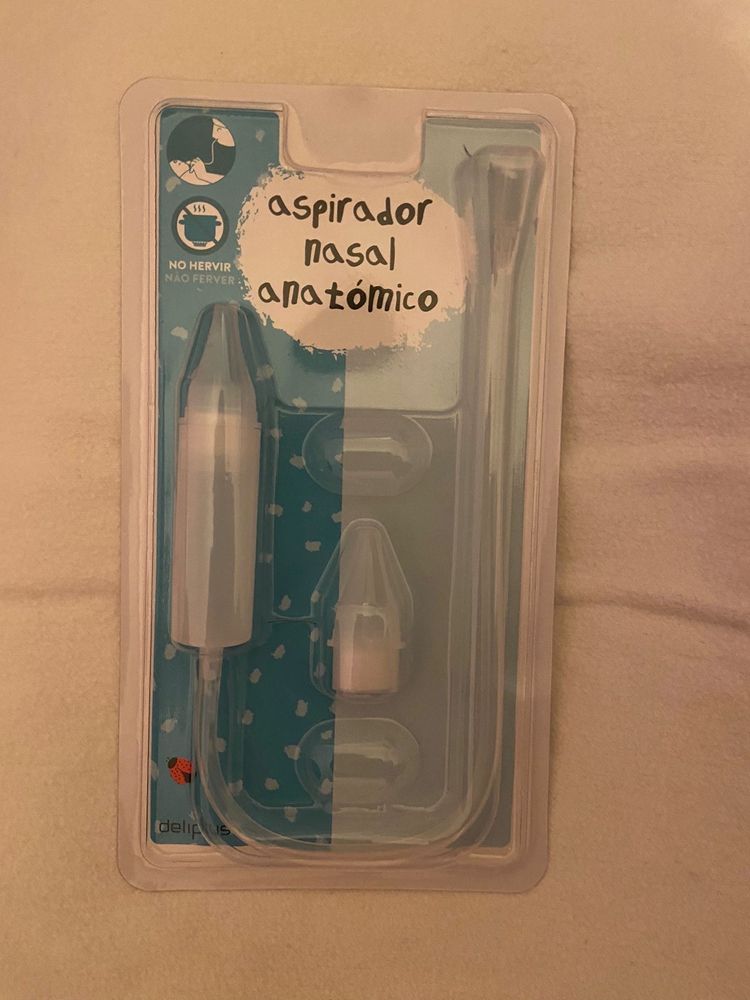 aspirador
nasal
anatómico
NO HERVIR
NÃO FERVER
deliplus